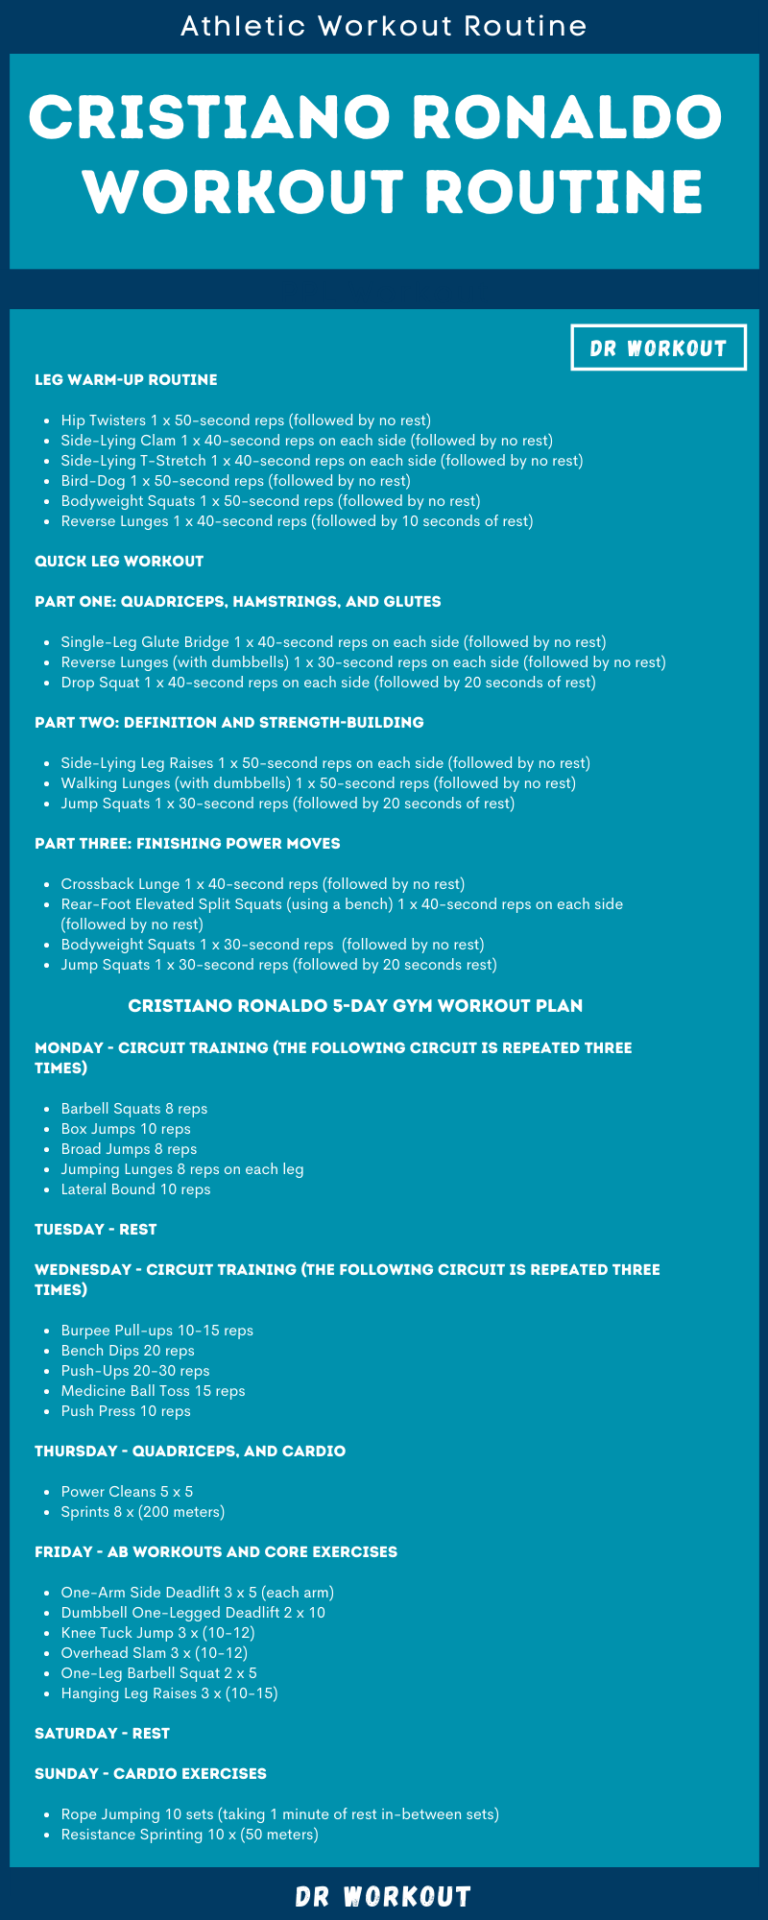 Athletic Workout Routine
CRISTIANO RONALDO
WORKOUT ROUTINE
DR WORKOUT
LEG WARM-UP ROUTINE
• Hip Twisters 1 x 50-second reps (followed by no rest)
• Side-Lying Clam 1 x 40-second reps on each side (followed by no rest)
• Side-Lying T-Stretch 1 x 40-second reps on each side (followed by no rest)
• Bird-Dog 1 x 50-second reps (followed by no rest)
• Bodyweight Squats 1 x 50-second reps (followed by no rest)
• Reverse Lunges 1 x 40-second reps (followed by 10 seconds of rest)
QUICK LEG WORKOUT
PART ONE: QUADRICEPS, HAMSTRINGS, AND GLUTES
• Single-Leg Glute Bridge 1 x 40-second reps on each side (followed by no rest)
• Reverse Lunges (with dumbbells) 1 x 30-second reps on each side (followed by no rest)
• Drop Squat 1 x 40-second reps on each side (followed by 20 seconds of rest)
PART TWO: DEFINITION AND STRENGTH-BUILDING
• Side-Lying Leg Raises 1 x 50-second reps on each side (followed by no rest)
• Walking Lunges (with dumbbells) 1 x 50-second reps (followed by no rest)
• Jump Squats 1 x 30-second reps (followed by 20 seconds of rest)
PART THREE: FINISHING POWER MOVES
• Crossback Lunge 1 x 40-second reps (followed by no rest)
• Rear-Foot Elevated Split Squats (using a bench) 1 x 40-second reps on each side
(followed by no rest)
• Bodyweight Squats 1 x 30-second reps (followed by no rest)
• Jump Squats 1 x 30-second reps (followed by 20 seconds rest)
CRISTIANO RONALDO 5-DAY GYM WORKOUT PLAN
MONDAY - CIRCUIT TRAINING (THE FOLLOWING CIRCUIT IS REPEATED THREE
TIMES)
• Barbell Squats 8 reps
• Box Jumps 10 reps
• Broad Jumps 8 reps
• Jumping Lunges 8 reps on each leg
• Lateral Bound 10 reps
TUESDAY - REST
WEDNESDAY - CIRCUIT TRAINING (THE FOLLOWING CIRCUIT IS REPEATED THREE
TIMES)
• Burpee Pull-ups 10-15 reps
• Bench Dips 20 reps
• Push-Ups 20-30 reps
• Medicine Ball Toss 15 reps
• Push Press 10 reps
THURSDAY - QUADRICEPS, AND CARDIO
• Power Cleans 5 x 5
• Sprints 8 x (200 meters)
FRIDAY - AB WORKOUTS AND CORE EXERCISES
• One-Arm Side Deadlift 3 x 5 (each arm)
• Dumbbell One-Legged Deadlift 2 x 10
• Knee Tuck Jump 3 x (10-12)
• Overhead Slam 3 x (10-12)
• One-Leg Barbell Squat 2 x 5
• Hanging Leg Raises 3 x (10-15)
SATURDAY - REST
SUNDAY - CARDIO EXERCISES
• Rope Jumping 10 sets (taking 1 minute of rest in-between sets)
• Resistance Sprinting 10 x (50 meters)
DR WORKOUT